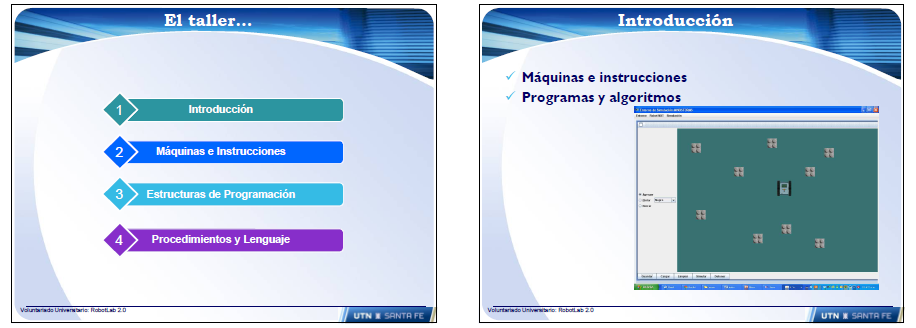 El taller...
1
Introducción
2
Máquinas e Instrucciones
3
Estructuras de Programación
4
Procedimientos y Lenguaje
Voluntariado Universitario: RobotLab 2.0
UTN SANTA FE
Introducción
✓ Máquinas e instrucciones
✓ Programas y algoritmos
Voluntariado Universitario: RobotLab 2.0
UTN SANTA FE